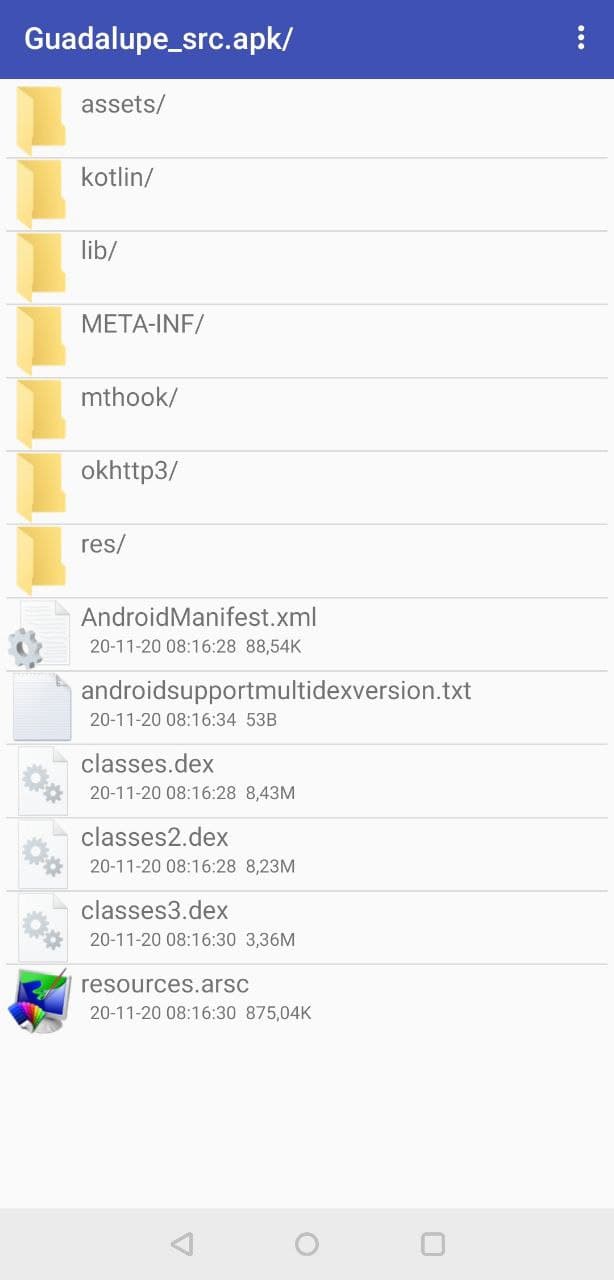 Guadalupe_src.apk/
assets/
kotlin/
lib/
META-INF/
mthook/
okhttp3/
res/
AndroidManifest.xml
20-11-20 08:16:28 88,54K
androidsupportmultidexversion.txt
20-11-20 08:16:34 53B
classes.dex
20-11-20 08:16:28 8,43M
classes2.dex
20-11-20 08:16:28 8,23M
classes3.dex
20-11-20 08:16:30 3,36M
resources.arsc
20-11-20 08:16:30 875,04K